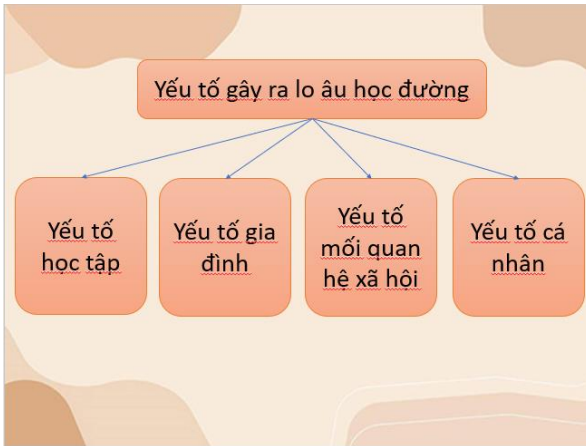 Yếu tố gây ra lo âu học đường
Yếu tố
học tập
Yếu tố gia
đình
Yếu tố
mối quan
hệ xã hội
Yếu tố cá
nhân